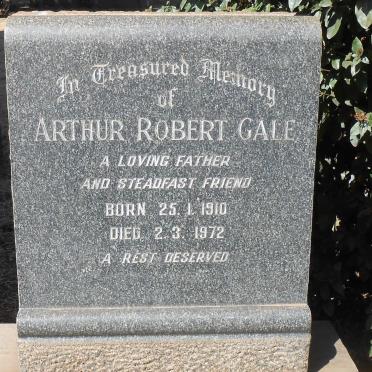 In Treasured Memory
of
ARTHUR ROBERT GALE
A LOVING FATHER
AND STEADFAST FRIEND
BORN 25.1.1910
DIED 2.3.1972
A REST DESERVED